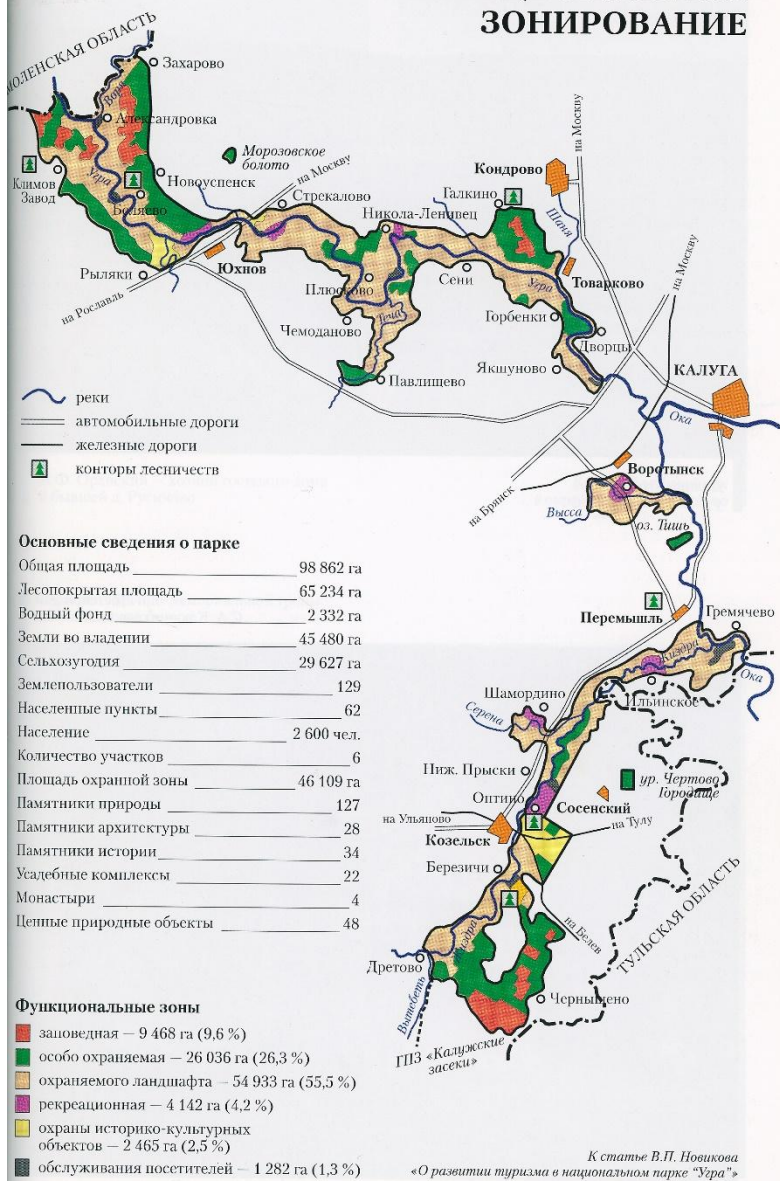 ЗОНИРОВАНИЕ
МОЛЕНСКАЯ ОБЛАСТЬ
Захарово
Воря
Александровка
Морозовское
болото
на Москву
на Москву
Кондрово
Климов
Завод
Угра
Новоуспенск
Беляево
Стрекалово
Галкино
Никола-Ленивец
Шаня
Рыляки
Юхнов
на Рославль
Плюсково
Сени
Угра
Товарково
на Москву
Чемоданово
Теча
Горбенки
Дворцы
Павлищево
Якшуново
КАЛУГА
Ока
реки
автомобильные дороги
железные дороги
конторы лесничеств
Воротынск
на Брянск
Высса
оз. Тишь
Основные сведения о парке
Общая площадь 98 862 га
Лесопокрытая площадь 65 234 га
Водный фонд 2 332 га
Земли во владении 45 480 га
Сельхозугодия 29 627 га
Землепользователи 129
Населенные пункты 62
Население 2 600 чел.
Количество участков 6
Площадь охранной зоны 46 109 га
Памятники природы 127
Памятники архитектуры 28
Памятники истории 34
Усадебные комплексы 22
Монастыри 4
Ценные природные объекты 48
Перемышль
Гремячево
Жиздра
Ока
Ильинское
Шамордино
Серена
Ниж. Прыски
ур. Чертово
Городище
Оптино
Сосенский
на Ульяново
на Тулу
Козельск
Березичи
ТУЛЬСКАЯ ОБЛАСТЬ
на Белев
Жиздра
Дретово
Вытебеть
Чернышено
ГПЗ «Калужские
засеки»
Функциональные зоны
заповедная – 9 468 га (9,6 %)
особо охраняемая – 26 036 га (26,3 %)
охраняемого ландшафта – 54 933 га (55,5 %)
рекреационная – 4 142 га (4,2 %)
охраны историко-культурных
объектов – 2 465 га (2,5 %)
обслуживания посетителей – 1 282 га (1,3 %)
К статье В.П. Новикова
«О развитии туризма в национальном парке "Угра"»